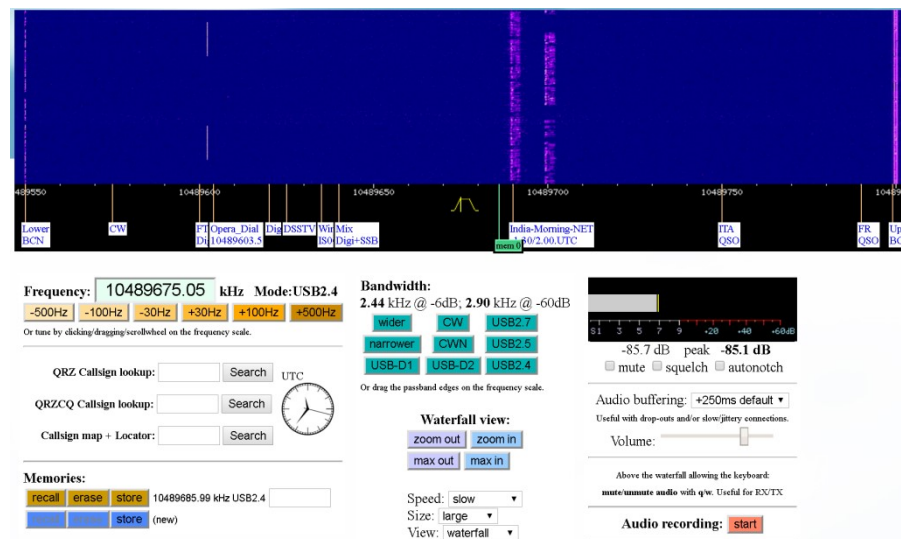 489550 10489600 10489650 10489700 10489750 10489
Lower BCN
CW
FT Di
Opera_Dial 10489603.5
Dig
DSSTV
Wir ISO
Mix Digi+SSB
mem 0
India-Morning-NET
1.30/2.00.UTC
ITA QSO
FR QSO
Up BC
Frequency: 10489675.05 kHz Mode:USB2.4
-500Hz -100Hz -30Hz +30Hz +100Hz +500Hz
Or tune by clicking/dragging/scrollwheel on the frequency scale.
QRZ Callsign lookup: Search UTC
QRZCQ Callsign lookup: Search
Callsign map + Locator: Search
Memories:
recall erase store 10489685.99 kHz USB2.4
store (new)
Bandwidth:
2.44 kHz @ -6dB; 2.90 kHz @ -60dB
wider CW USB2.7
narrower CWN USB2.5
USB-D1 USB-D2 USB2.4
Or drag the passband edges on the frequency scale.
Waterfall view:
zoom out zoom in
max out max in
Speed: slow
Size: large
View: waterfall
S1 3 5 7 9 +20 +40 +60dB
-85.7 dB peak -85.1 dB
mute squelch autonotch
Audio buffering: +250ms default
Useful with drop-outs and/or slow/jittery connections.
Volume:
Above the waterfall allowing the keyboard:
mute/unmute audio with q/w. Useful for RX/TX
Audio recording: start